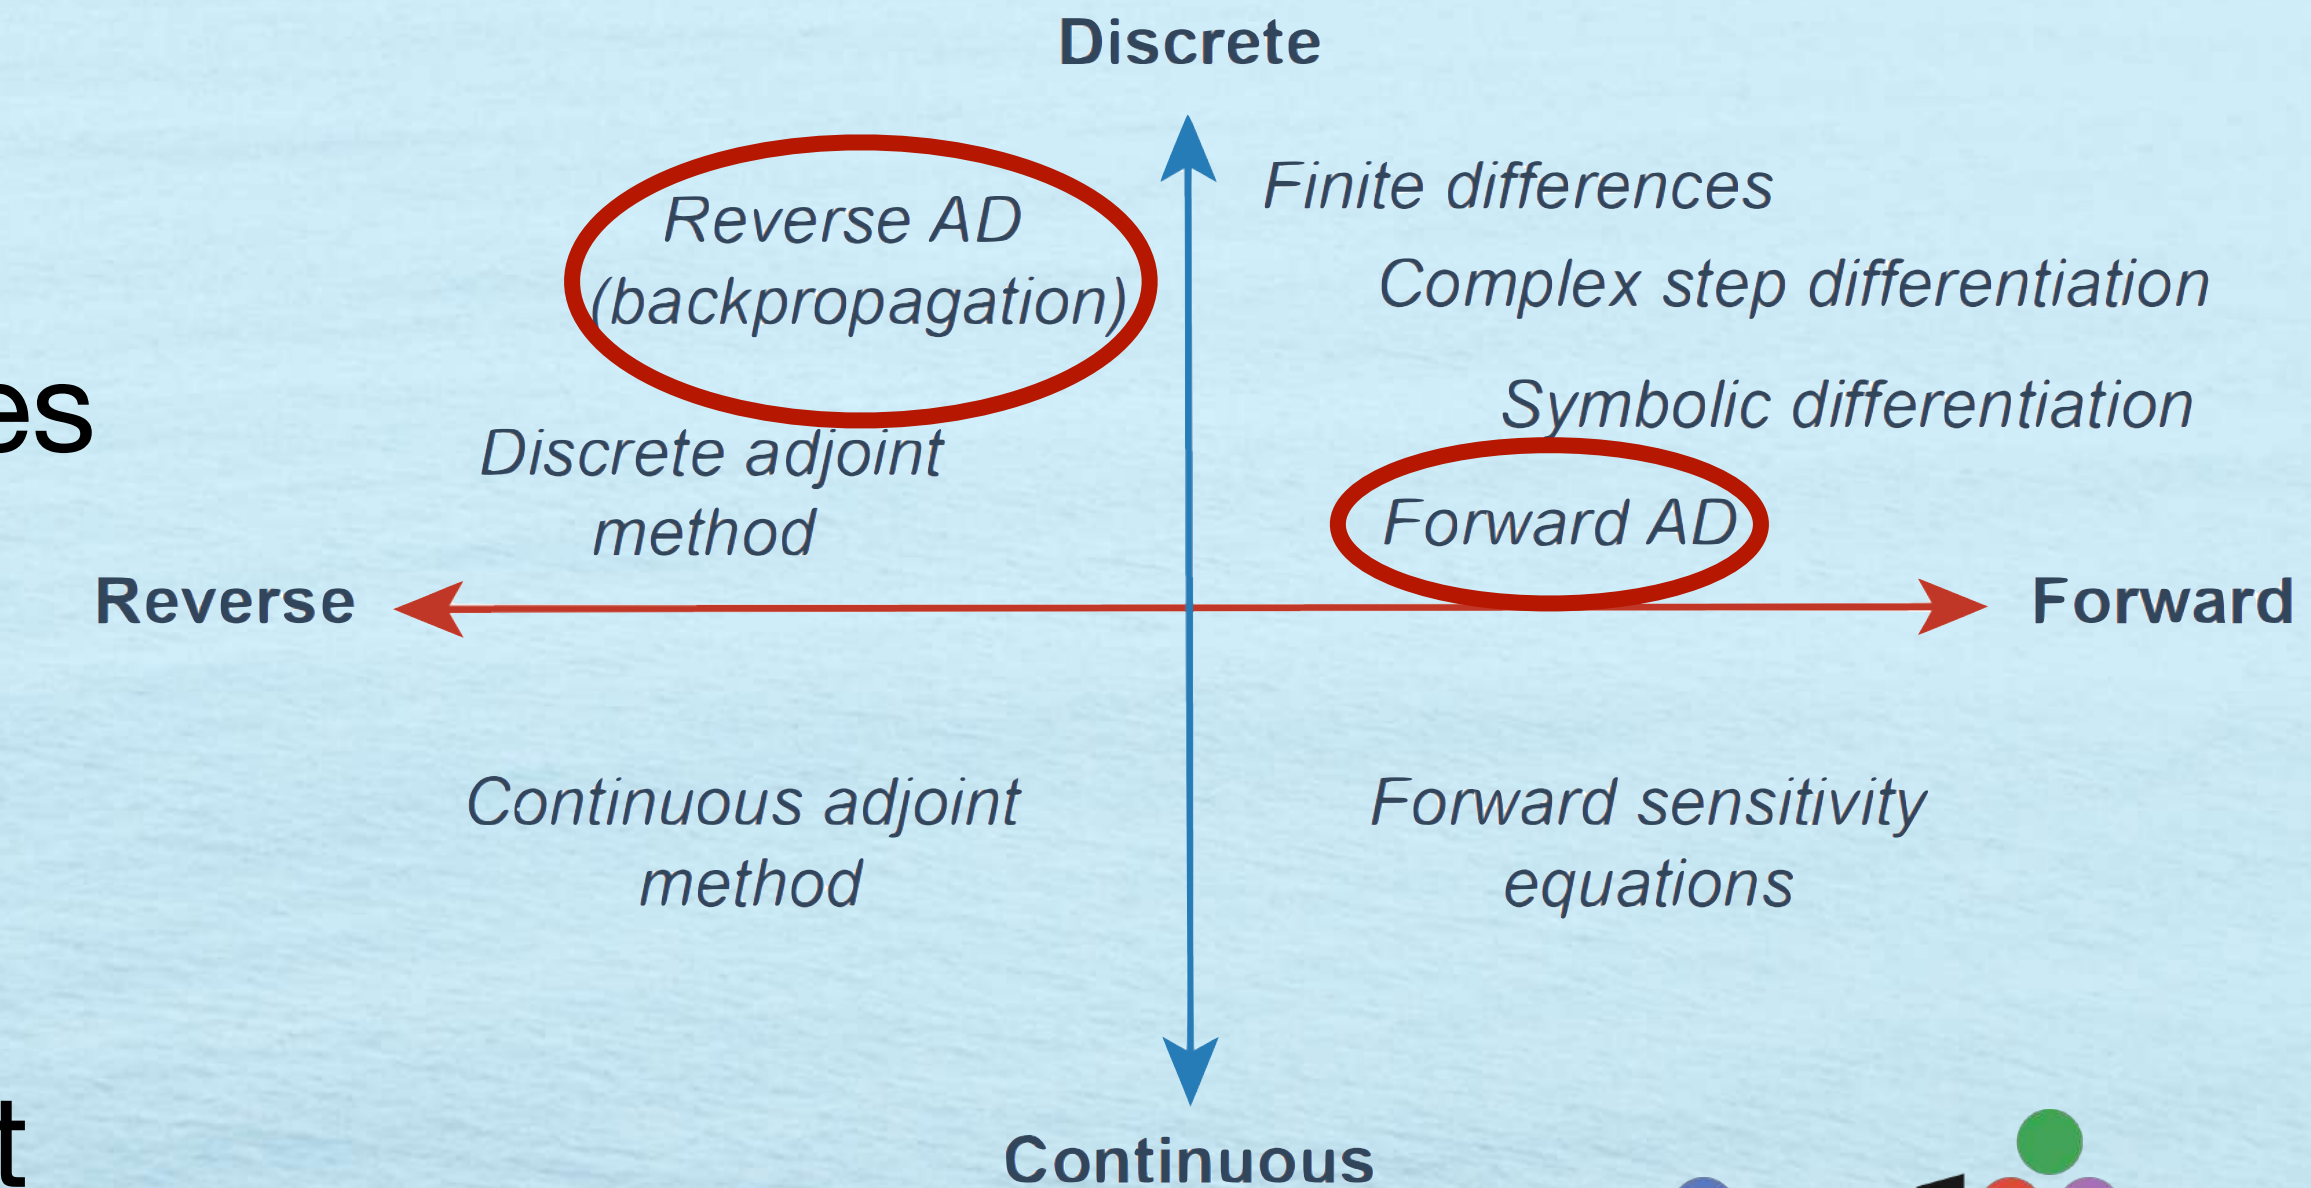 Discrete
Reverse AD
(backpropagation)
Finite differences
Complex step differentiation
Symbolic differentiation
es
Discrete adjoint
method
Forward AD
Reverse
Forward
Continuous adjoint
method
Forward sensitivity
equations
t
Continuous